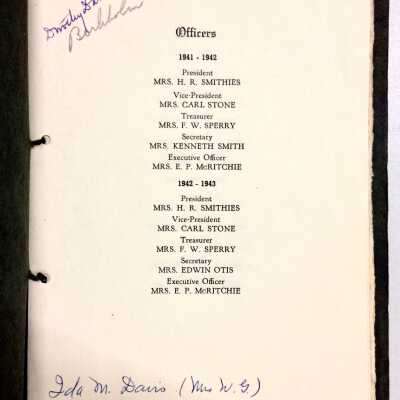 Dorothy
Barkholm
Officers
1941 - 1942
President
MRS. H. R. SMITHIES
Vice-President
MRS. CARL STONE
Treasurer
MRS. F. W. SPERRY
Secretary
MRS. KENNETH SMITH
Executive Officer
MRS. E. P. McRITCHIE
1942 - 1943
President
MRS. H. R. SMITHIES
Vice-President
MRS. CARL STONE
Treasurer
MRS. F. W. SPERRY
Secretary
MRS. EDWIN OTIS
Executive Officer
MRS. E. P. McRITCHIE
Ida M. Davis (Mrs W. G.)